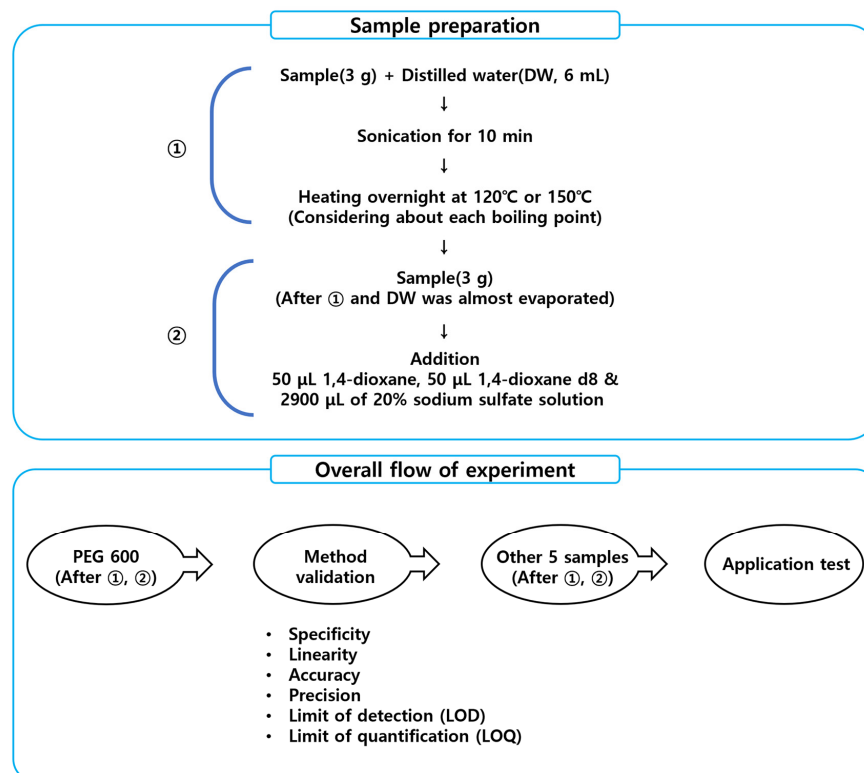 Sample preparation
Sample(3 g) + Distilled water(DW, 6 mL)
↓
Sonication for 10 min
↓
Heating overnight at 120℃ or 150℃
(Considering about each boiling point)
①
↓
Sample(3 g)
(After ① and DW was almost evaporated)
↓
Addition
50 μL 1,4-dioxane, 50 μL 1,4-dioxane d8 &
2900 μL of 20% sodium sulfate solution
②
Overall flow of experiment
PEG 600
(After ①, ②)
Method
validation
Other 5 samples
(After ①, ②)
Application test
• Specificity
• Linearity
• Accuracy
• Precision
• Limit of detection (LOD)
• Limit of quantification (LOQ)